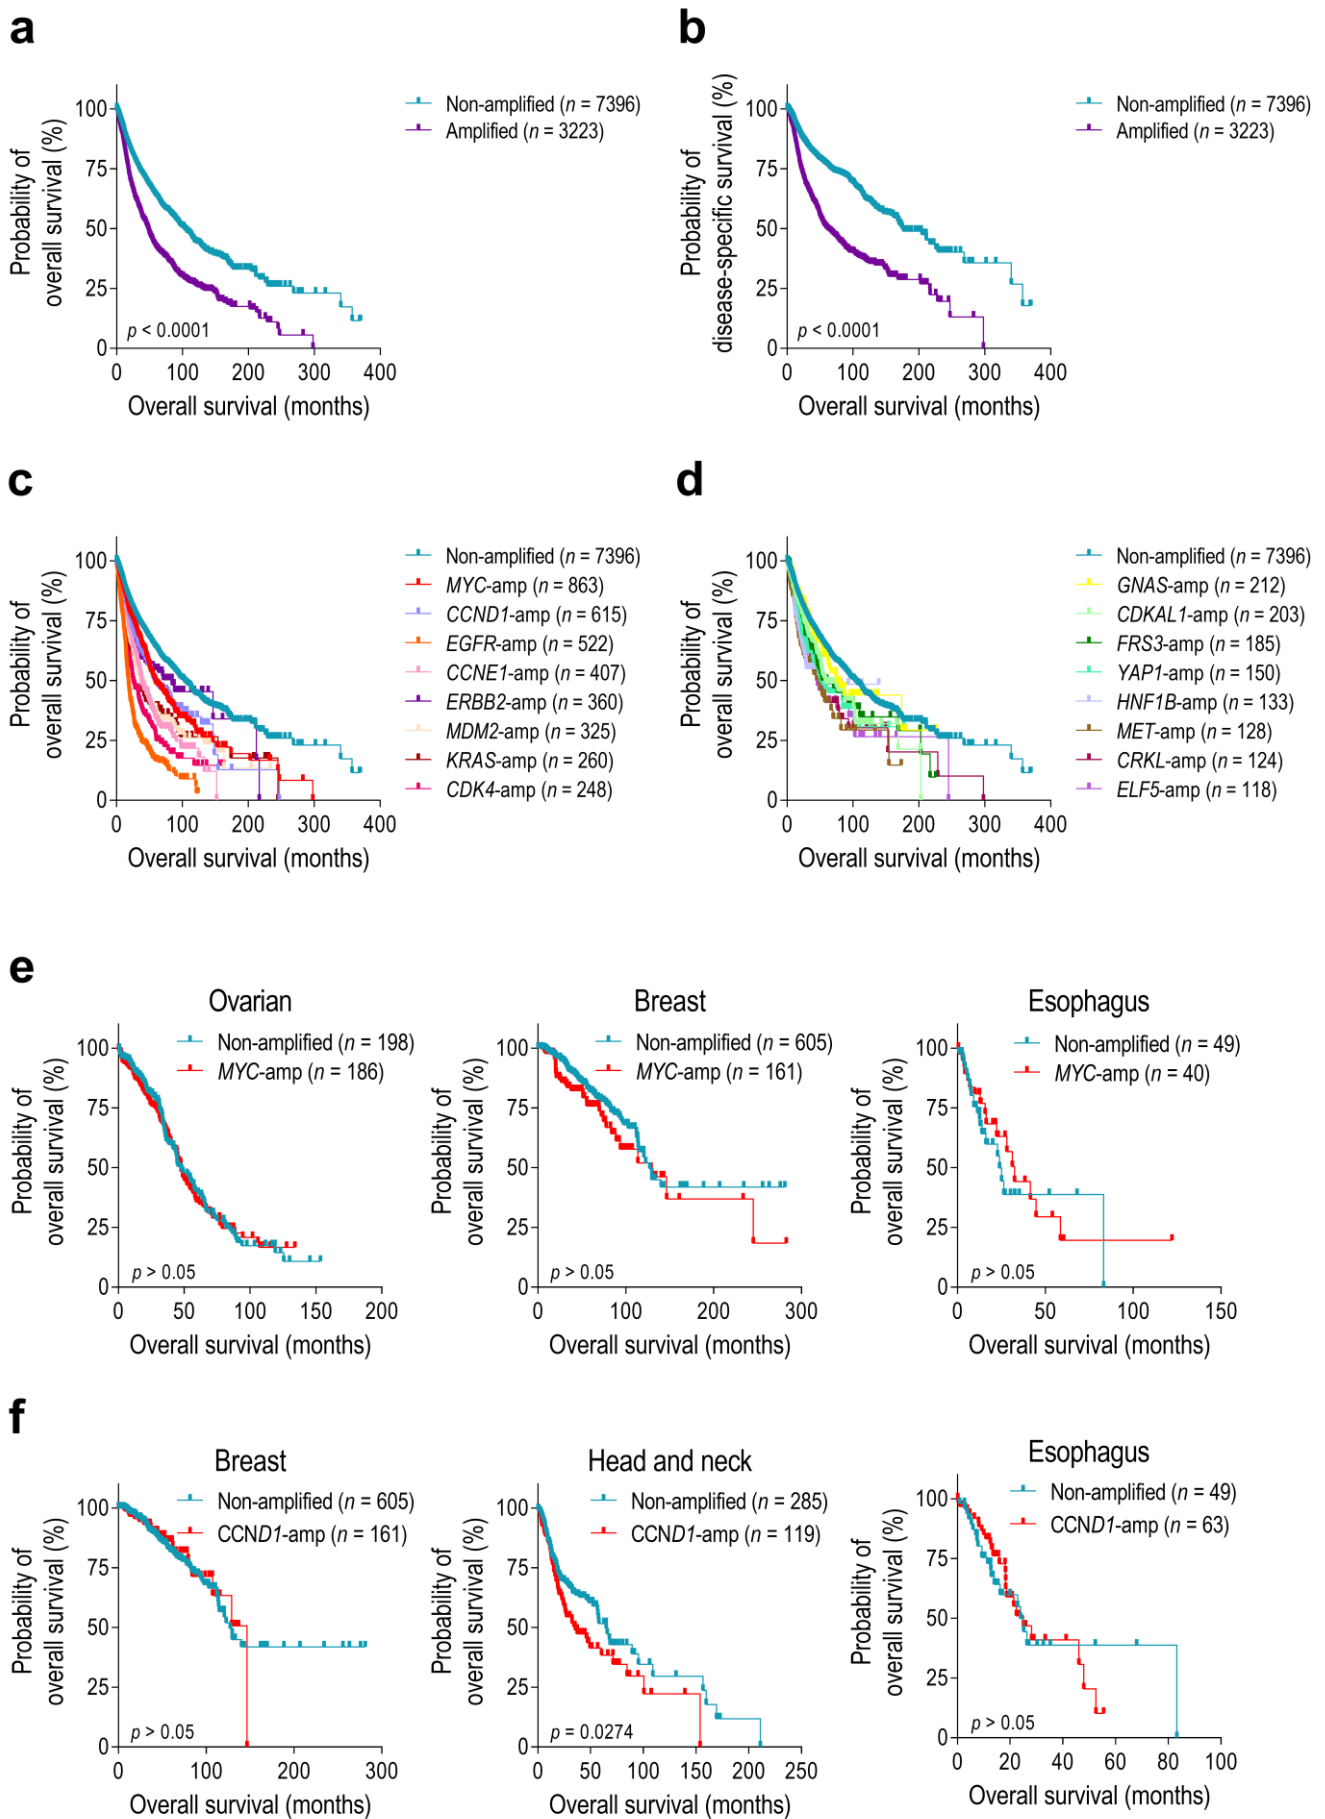 a
Probability of
overall survival (%)
100
75
50
25
0
Non-amplified (n = 7396)
Amplified (n = 3223)
p < 0.0001
0 100 200 300 400
Overall survival (months)
b
Probability of
disease-specific survival (%)
100
75
50
25
0
Non-amplified (n = 7396)
Amplified (n = 3223)
p < 0.0001
0 100 200 300 400
Overall survival (months)
c
Probability of
overall survival (%)
100
75
50
25
0
Non-amplified (n = 7396)
MYC-amp (n = 863)
CCND1-amp (n = 615)
EGFR-amp (n = 522)
CCNE1-amp (n = 407)
ERBB2-amp (n = 360)
MDM2-amp (n = 325)
KRAS-amp (n = 260)
CDK4-amp (n = 248)
0 100 200 300 400
Overall survival (months)
d
Probability of
overall survival (%)
100
75
50
25
0
Non-amplified (n = 7396)
GNAS-amp (n = 212)
CDKAL1-amp (n = 203)
FRS3-amp (n = 185)
YAP1-amp (n = 150)
HNF1B-amp (n = 133)
MET-amp (n = 128)
CRKL-amp (n = 124)
ELF5-amp (n = 118)
0 100 200 300 400
Overall survival (months)
e
Ovarian
Probability of
overall survival (%)
100
75
50
25
0
Non-amplified (n = 198)
MYC-amp (n = 186)
p > 0.05
0 50 100 150 200
Overall survival (months)
Breast
Probability of
overall survival (%)
100
75
50
25
0
Non-amplified (n = 605)
MYC-amp (n = 161)
p > 0.05
0 100 200 300
Overall survival (months)
Esophagus
Probability of
overall survival (%)
100
75
50
25
0
Non-amplified (n = 49)
MYC-amp (n = 40)
p > 0.05
0 50 100 150
Overall survival (months)
f
Breast
Probability of
overall survival (%)
100
75
50
25
0
Non-amplified (n = 605)
CCND1-amp (n = 161)
p > 0.05
0 100 200 300
Overall survival (months)
Head and neck
Probability of
overall survival (%)
100
75
50
25
0
Non-amplified (n = 285)
CCND1-amp (n = 119)
p = 0.0274
0 50 100 150 200 250
Overall survival (months)
Esophagus
Probability of
overall survival (%)
100
75
50
25
0
Non-amplified (n = 49)
CCND1-amp (n = 63)
p > 0.05
0 20 40 60 80 100
Overall survival (months)